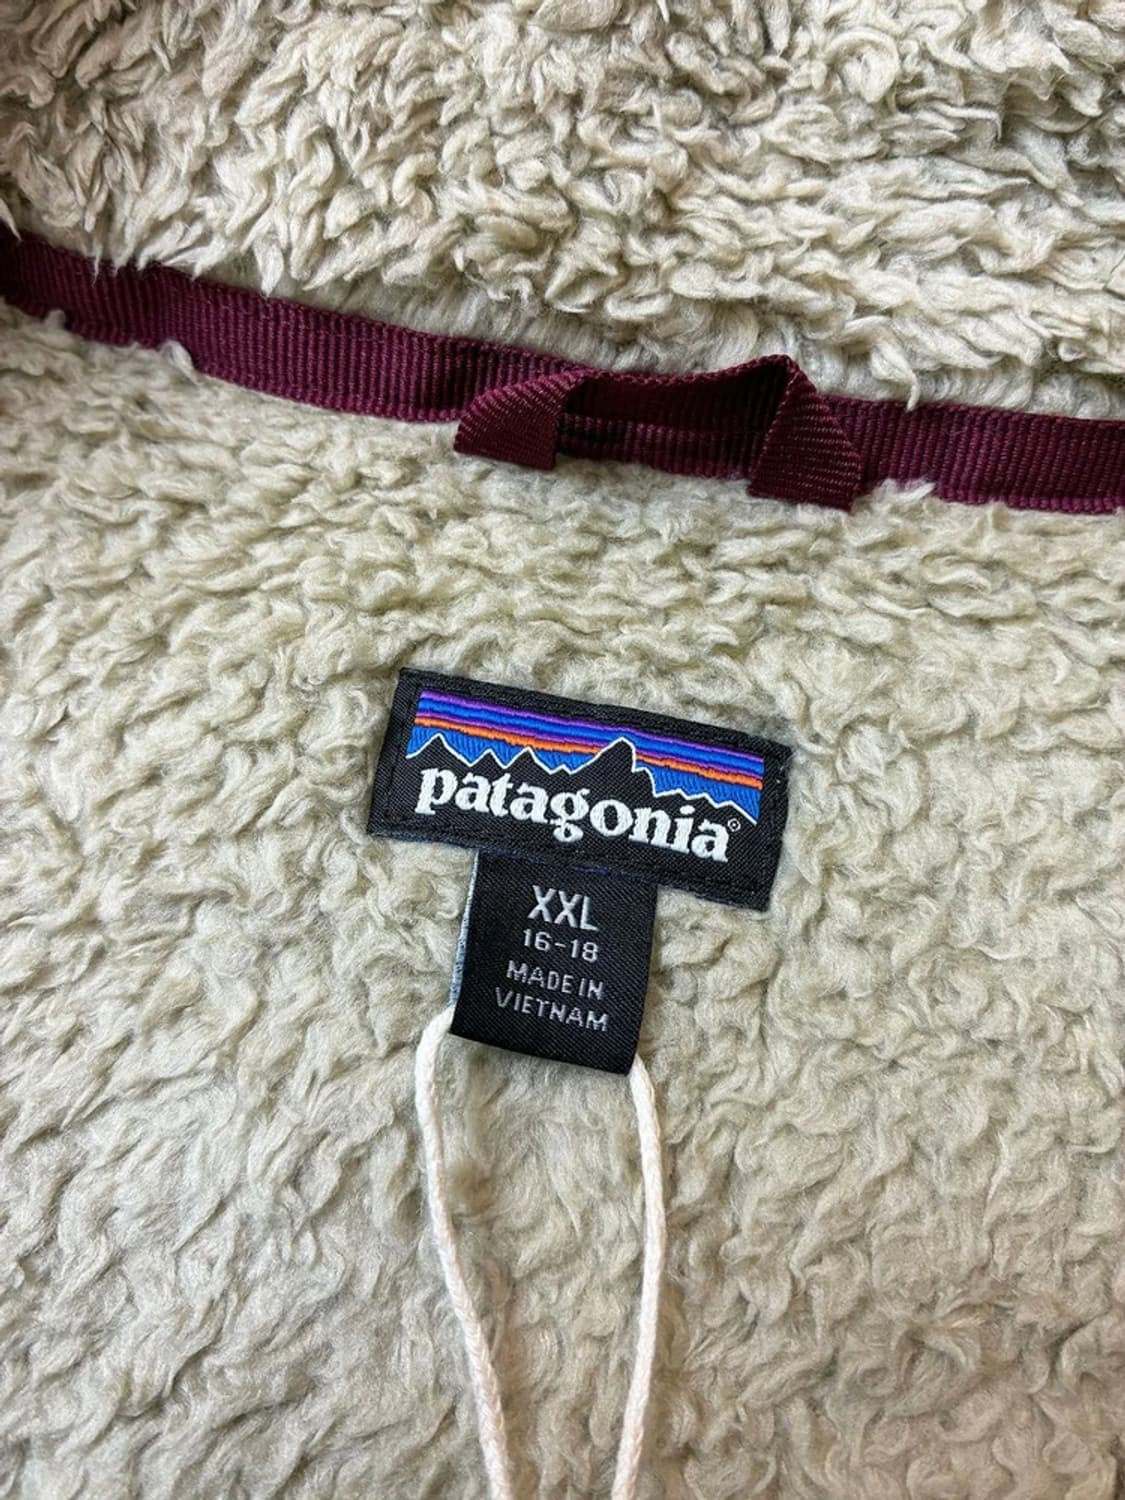 patagonia®
XXL
16-18
MADE IN
VIETNAM